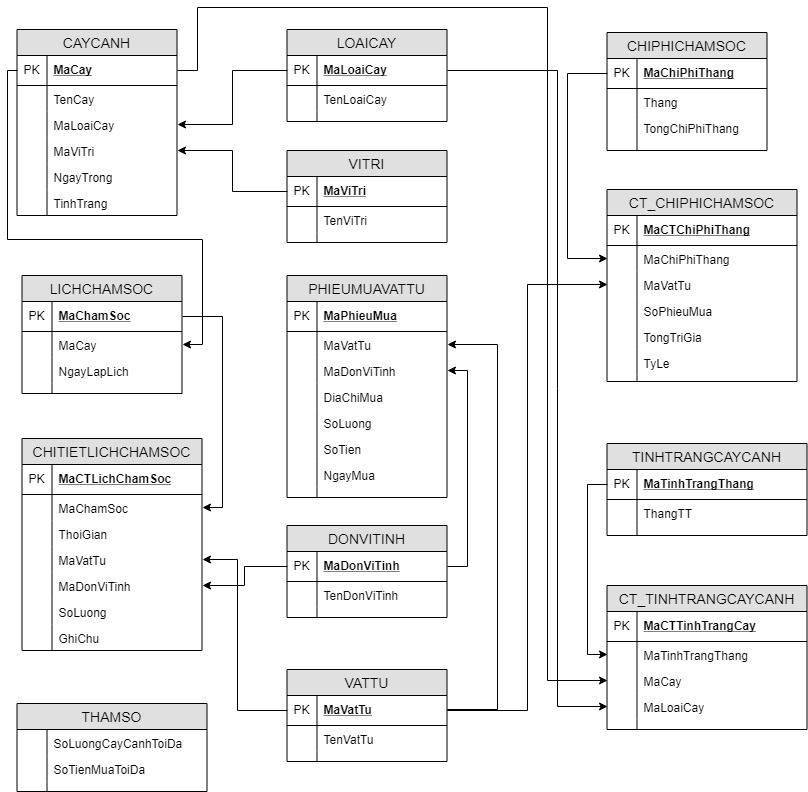 CAYCANH
PK MaCay
TenCay
MaLoaiCay
MaViTri
NgayTrong
TinhTrang
LOAICAY
PK MaLoaiCay
TenLoaiCay
VITRI
PK MaViTri
TenViTri
CHIPHICHAMSOC
PK MaChiPhiThang
Thang
TongChiPhiThang
CT_CHIPHICHAMSOC
PK MaCTChiPhiThang
MaChiPhiThang
MaVatTu
SoPhieuMua
TongTriGia
TyLe
LICHCHAMSOC
PK MaChamSoc
MaCay
NgayLapLich
PHIEUMUAVATTU
PK MaPhieuMua
MaVatTu
MaDonViTinh
DiaChiMua
SoLuong
SoTien
NgayMua
CHITIETLICHCHAMSOC
PK MaCTLichChamSoc
MaChamSoc
ThoiGian
MaVatTu
MaDonViTinh
SoLuong
GhiChu
DONVITINH
PK MaDonViTinh
TenDonViTinh
TINHTRANGCAYCANH
PK MaTinhTrangThang
ThangTT
CT_TINHTRANGCAYCANH
PK MaCTTinhTrangCay
MaTinhTrangThang
MaCay
MaLoaiCay
VATTU
PK MaVatTu
TenVatTu
THAMSO
SoLuongCayCanhToiDa
SoTienMuaToiDa